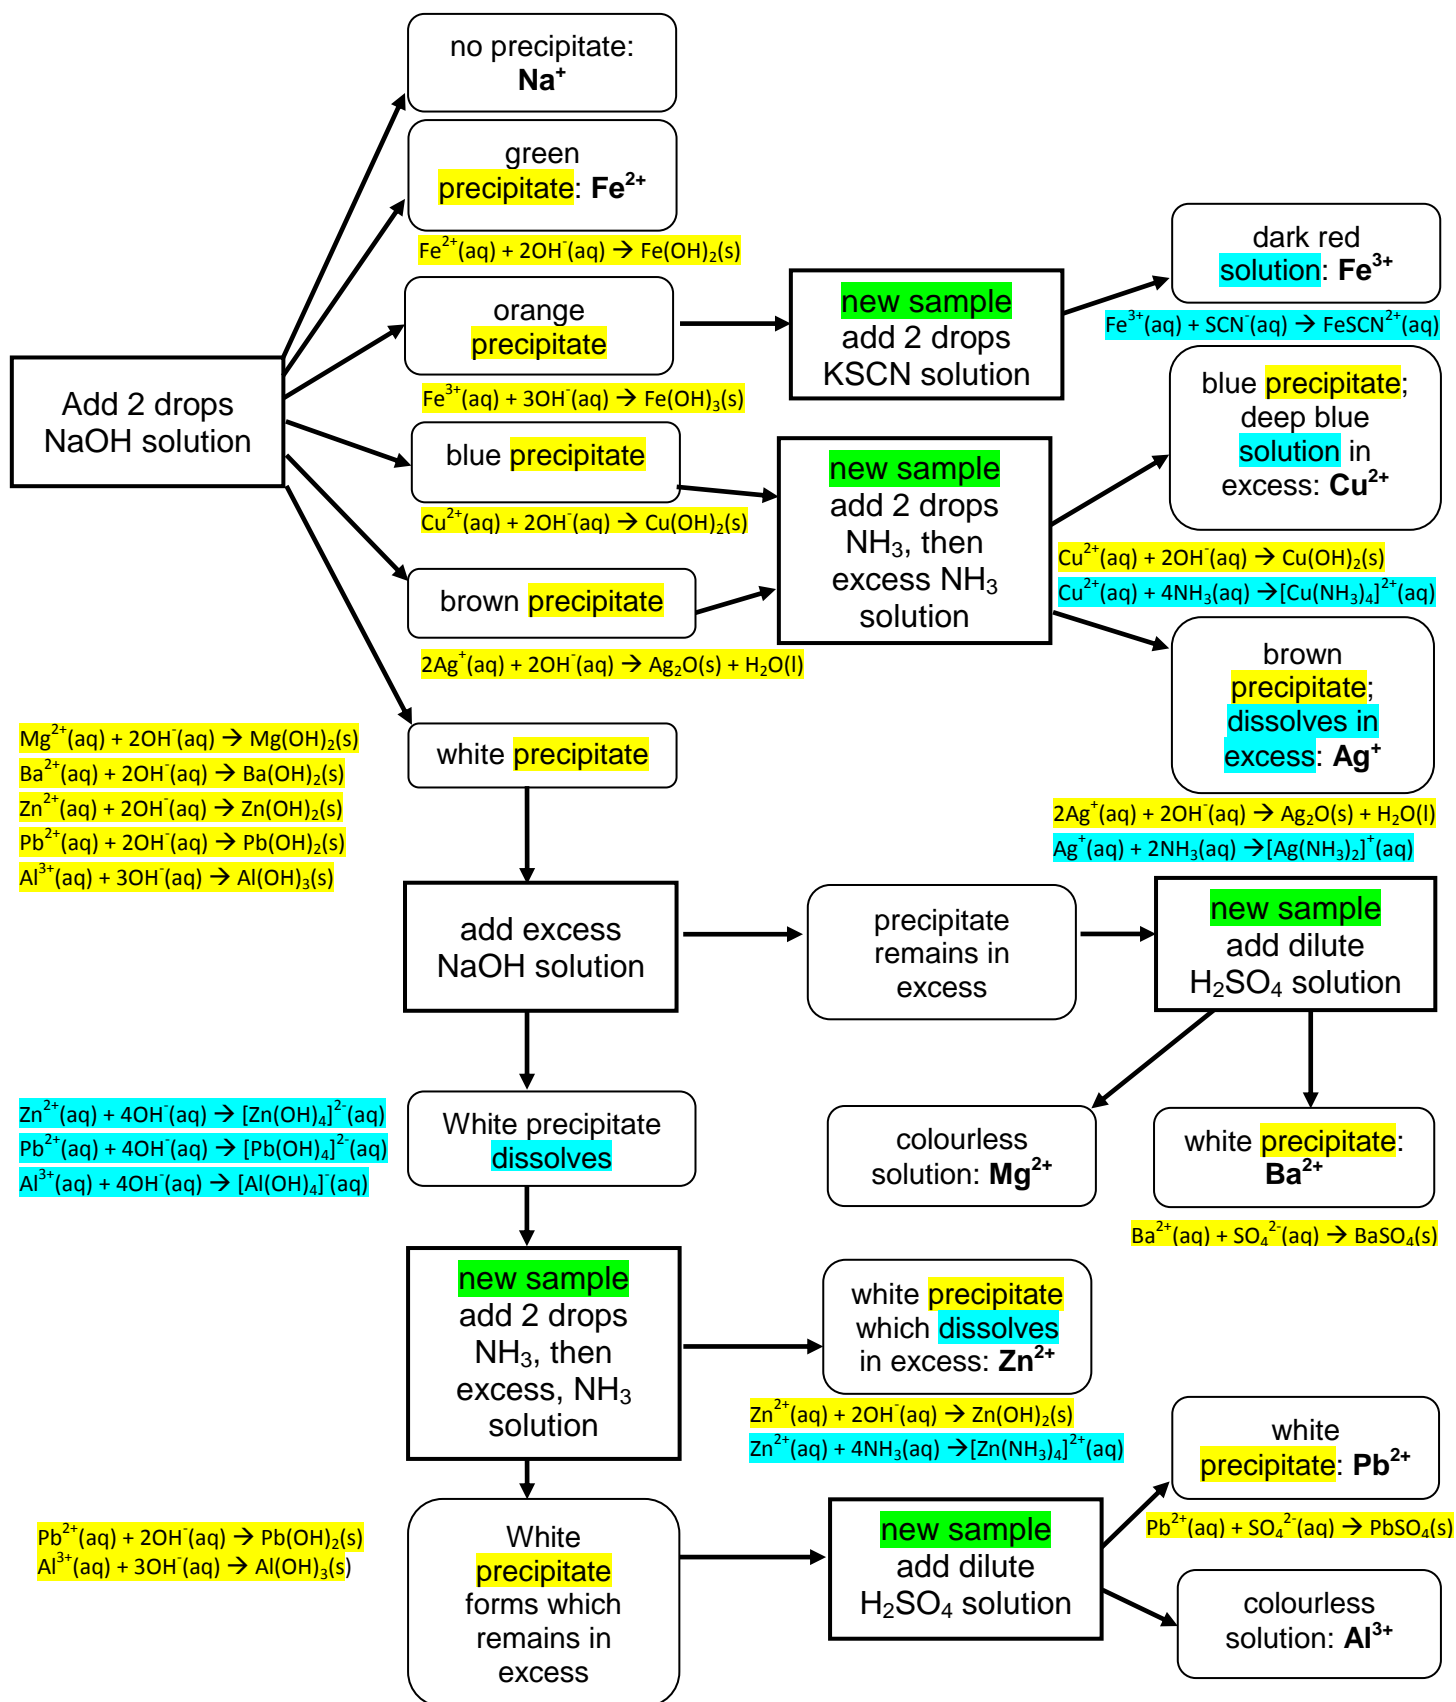 no precipitate:
Na⁺
green
precipitate: Fe²⁺
Fe²⁺(aq) + 2OH⁻(aq) → Fe(OH)₂(s)
dark red
solution: Fe³⁺
Fe³⁺(aq) + SCN⁻(aq) → FeSCN²⁺(aq)
orange
precipitate
Fe³⁺(aq) + 3OH⁻(aq) → Fe(OH)₃(s)
new sample
add 2 drops
KSCN solution
Add 2 drops
NaOH solution
blue precipitate
Cu²⁺(aq) + 2OH⁻(aq) → Cu(OH)₂(s)
blue precipitate;
deep blue
solution in
excess: Cu²⁺
Cu²⁺(aq) + 2OH⁻(aq) → Cu(OH)₂(s)
Cu²⁺(aq) + 4NH₃(aq) →[Cu(NH₃)₄]²⁺(aq)
new sample
add 2 drops
NH₃, then
excess NH₃
solution
brown precipitate
2Ag⁺(aq) + 2OH⁻(aq) → Ag₂O(s) + H₂O(l)
brown
precipitate;
dissolves in
excess: Ag⁺
2Ag⁺(aq) + 2OH⁻(aq) → Ag₂O(s) + H₂O(l)
Ag⁺(aq) + 2NH₃(aq) →[Ag(NH₃)₂]⁺(aq)
Mg²⁺(aq) + 2OH⁻(aq) → Mg(OH)₂(s)
Ba²⁺(aq) + 2OH⁻(aq) → Ba(OH)₂(s)
Zn²⁺(aq) + 2OH⁻(aq) → Zn(OH)₂(s)
Pb²⁺(aq) + 2OH⁻(aq) → Pb(OH)₂(s)
Al³⁺(aq) + 3OH⁻(aq) → Al(OH)₃(s)
white precipitate
add excess
NaOH solution
precipitate
remains in
excess
new sample
add dilute
H₂SO₄ solution
Zn²⁺(aq) + 4OH⁻(aq) → [Zn(OH)₄]²⁻(aq)
Pb²⁺(aq) + 4OH⁻(aq) → [Pb(OH)₄]²⁻(aq)
Al³⁺(aq) + 4OH⁻(aq) → [Al(OH)₄]⁻(aq)
White precipitate
dissolves
colourless
solution: Mg²⁺
white precipitate:
Ba²⁺
Ba²⁺(aq) + SO₄²⁻(aq) → BaSO₄(s)
new sample
add 2 drops
NH₃, then
excess, NH₃
solution
white precipitate
which dissolves
in excess: Zn²⁺
Zn²⁺(aq) + 2OH⁻(aq) → Zn(OH)₂(s)
Zn²⁺(aq) + 4NH₃(aq) →[Zn(NH₃)₄]²⁺(aq)
white
precipitate: Pb²⁺
Pb²⁺(aq) + SO₄²⁻(aq) → PbSO₄(s)
Pb²⁺(aq) + 2OH⁻(aq) → Pb(OH)₂(s)
Al³⁺(aq) + 3OH⁻(aq) → Al(OH)₃(s)
White
precipitate
forms which
remains in
excess
new sample
add dilute
H₂SO₄ solution
colourless
solution: Al³⁺